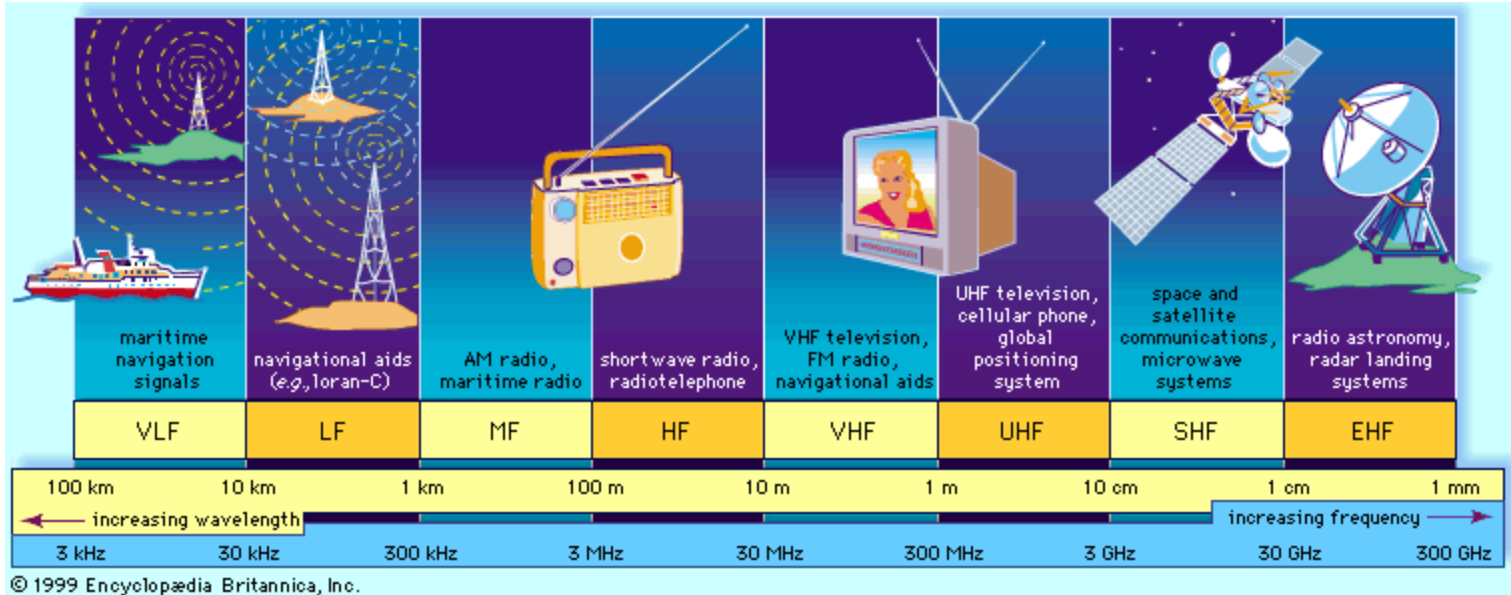 maritime
navigation
signals
navigational aids
(e.g., loran-C)
AM radio,
maritime radio
shortwave radio,
radiotelephone
VHF television,
FM radio,
navigational aids
UHF television,
cellular phone,
global
positioning
system
space and
satellite
communications,
microwave
systems
radio astronomy,
radar landing
systems
VLF LF MF HF VHF UHF SHF EHF
100 km 10 km 1 km 100 m 10 m 1 m 10 cm 1 cm 1 mm
increasing wavelength increasing frequency
3 kHz 30 kHz 300 kHz 3 MHz 30 MHz 300 MHz 3 GHz 30 GHz 300 GHz
© 1999 Encyclopædia Britannica, Inc.